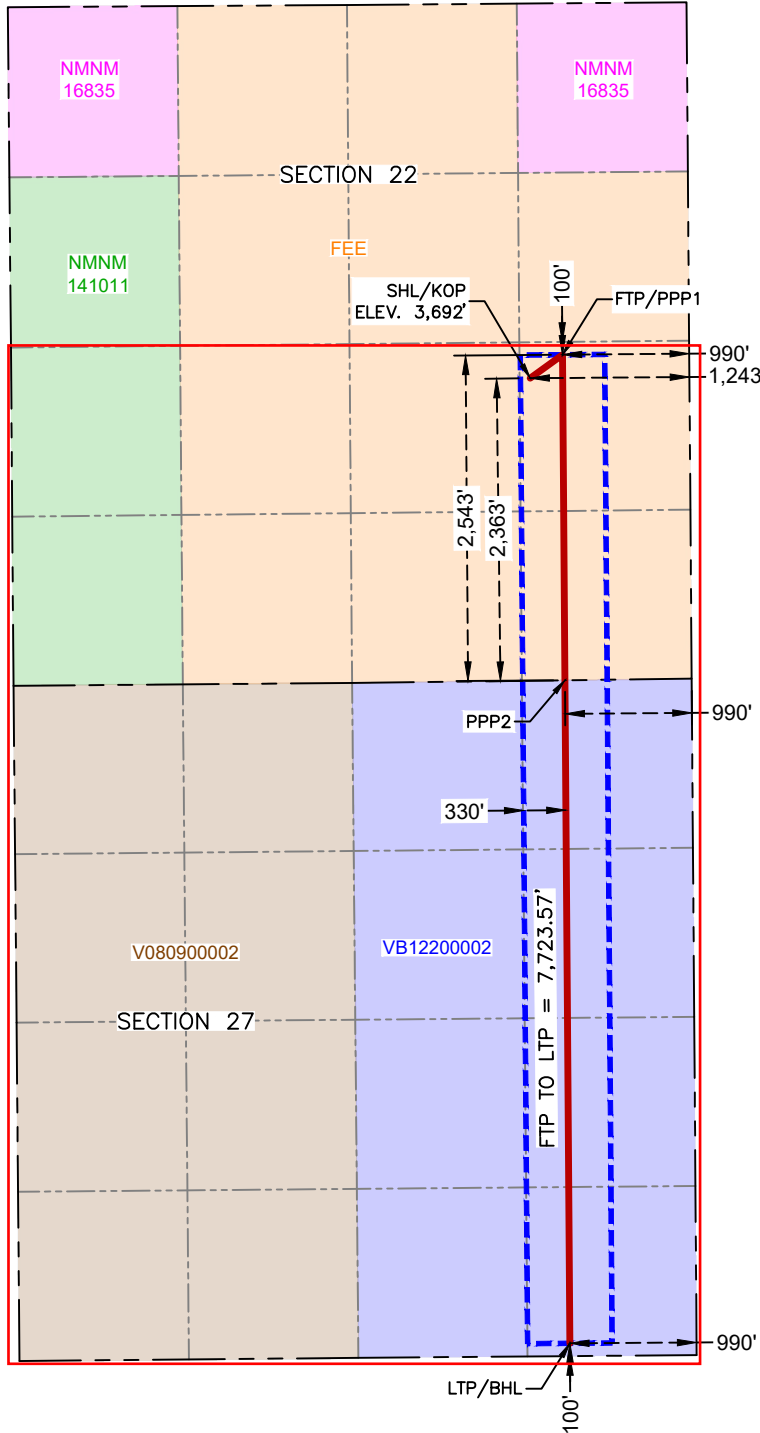 NMNM
16835
NMNM
16835
SECTION 22
FEE
NMNM
141011
SHL/KOP
ELEV. 3,692'
100'
FTP/PPP1
990'
1,243
2,543'
2,363'
PPP2
990'
330'
V080900002
VB12200002
FTP TO LTP = 7,723.57'
SECTION 27
990'
LTP/BHL
100'